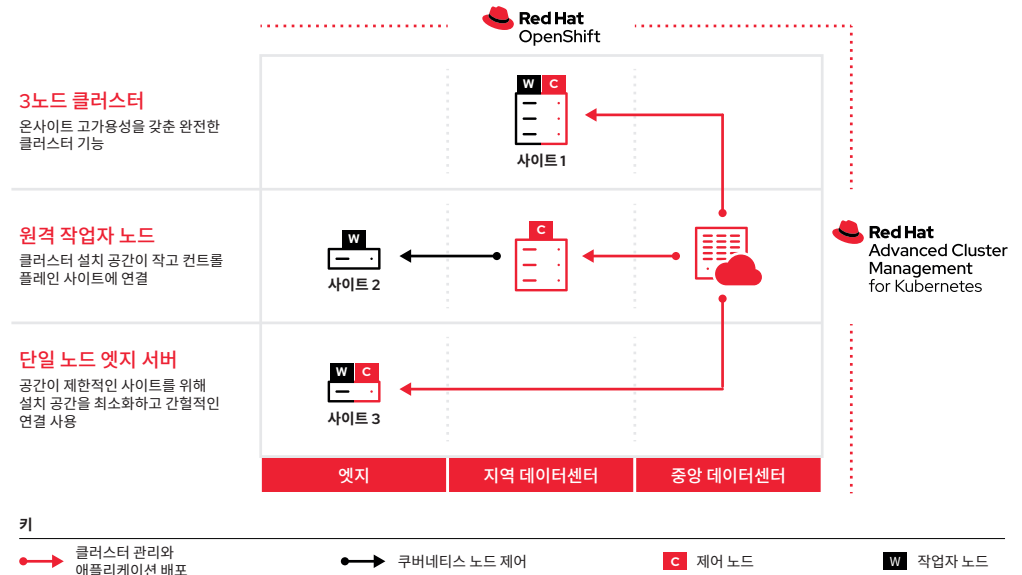 Red Hat
OpenShift
3노드 클러스터
온사이트 고가용성을 갖춘 완전한
클러스터 기능
W C
사이트 1
원격 작업자 노드
클러스터 설치 공간이 작고 컨트롤
플레인 사이트에 연결
W
사이트 2
C
Red Hat
Advanced Cluster
Management
for Kubernetes
단일 노드 엣지 서버
공간이 제한적인 사이트를 위해
설치 공간을 최소화하고 간헐적인
연결 사용
W C
사이트 3
엣지
지역 데이터센터
중앙 데이터센터
키
클러스터 관리와
애플리케이션 배포
쿠버네티스 노드 제어
C 제어 노드
W 작업자 노드